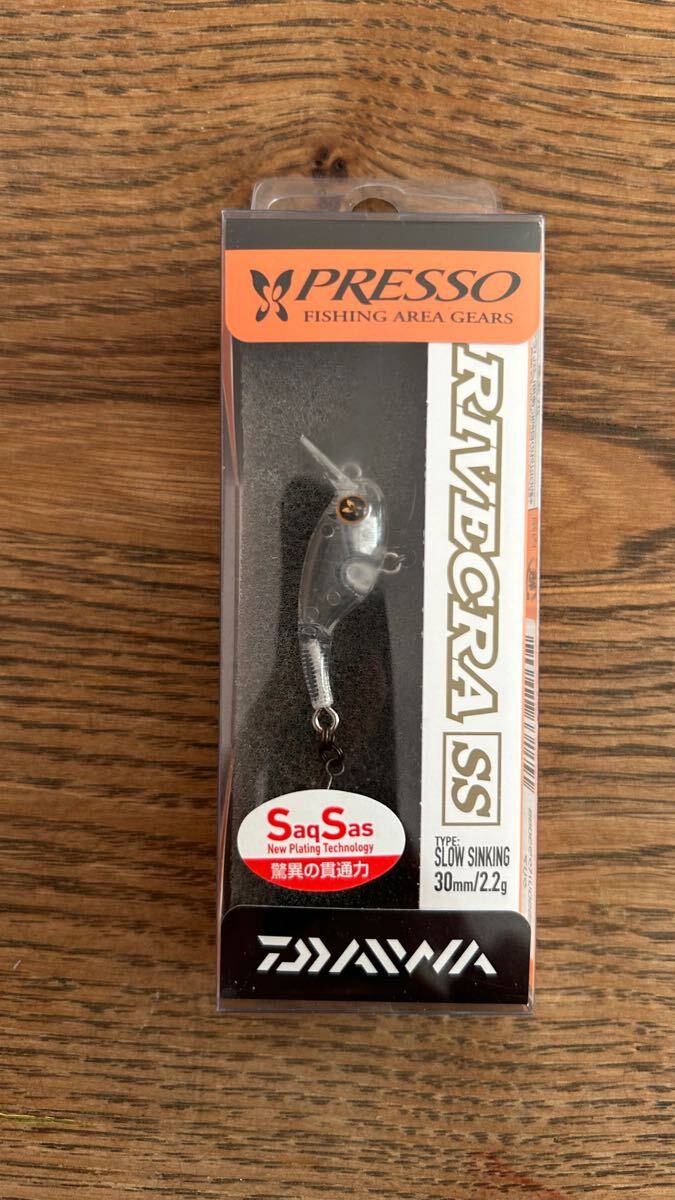 PRESSO
FISHING AREA GEARS
RIVECRA SS
TYPE:
SLOW SINKING
30mm/2.2g
SaqSas
New Plating Technology
驚異の貫通力
DAIWA